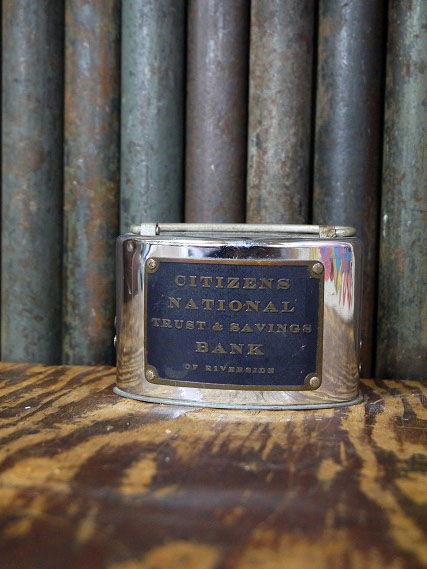 CITIZENS
NATIONAL
TRUST & SAVINGS
BANK
OF RIVERSIDE